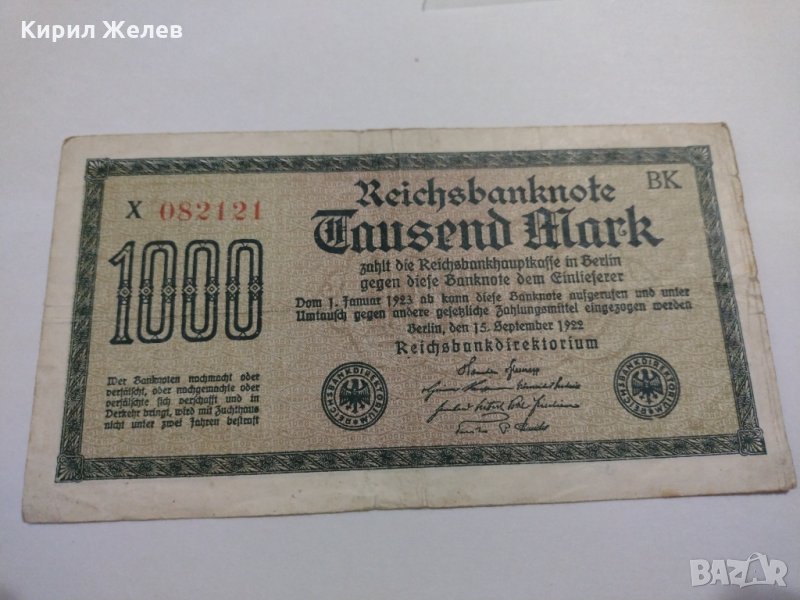 Кирил Желев
Reichsbanknote
BK
X 082121
Tausend Mark
1000
zahlt die Reichsbankhauptkasse in Berlin
gegen diese Banknote dem Einlieferer
Vom 1. Januar 1923 ab kann diese Banknote aufgerufen und unter
Umtausch gegen andere gesetzliche Zahlungsmittel eingezogen werden
Berlin, den 15. September 1922
Reichsbankdirektorium
Wer Banknoten nachmacht oder
verfälscht, oder nachgemachte oder
verfälschte sich verschafft und in
Verkehr bringt, wird mit Zuchthaus
nicht unter zwei Jahren bestraft
REICHSBANKDIREKTORIUM
REICHSBANKDIREKTORIUM
BAZAR